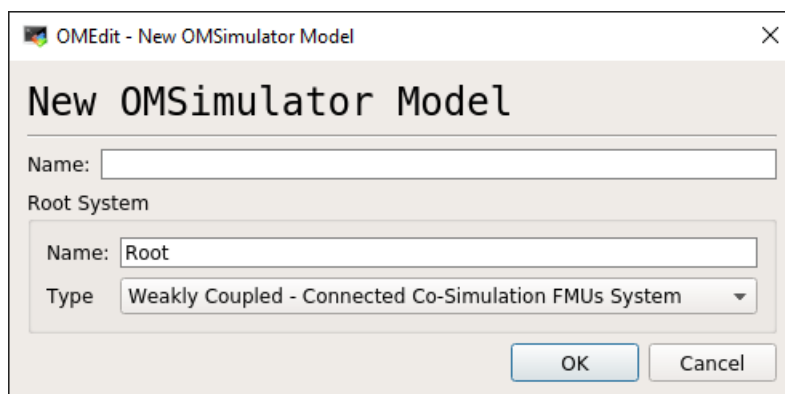 OMEdit - New OMSimulator Model
New OMSimulator Model
Name:
Root System
Name: Root
Type Weakly Coupled - Connected Co-Simulation FMUs System
OK Cancel